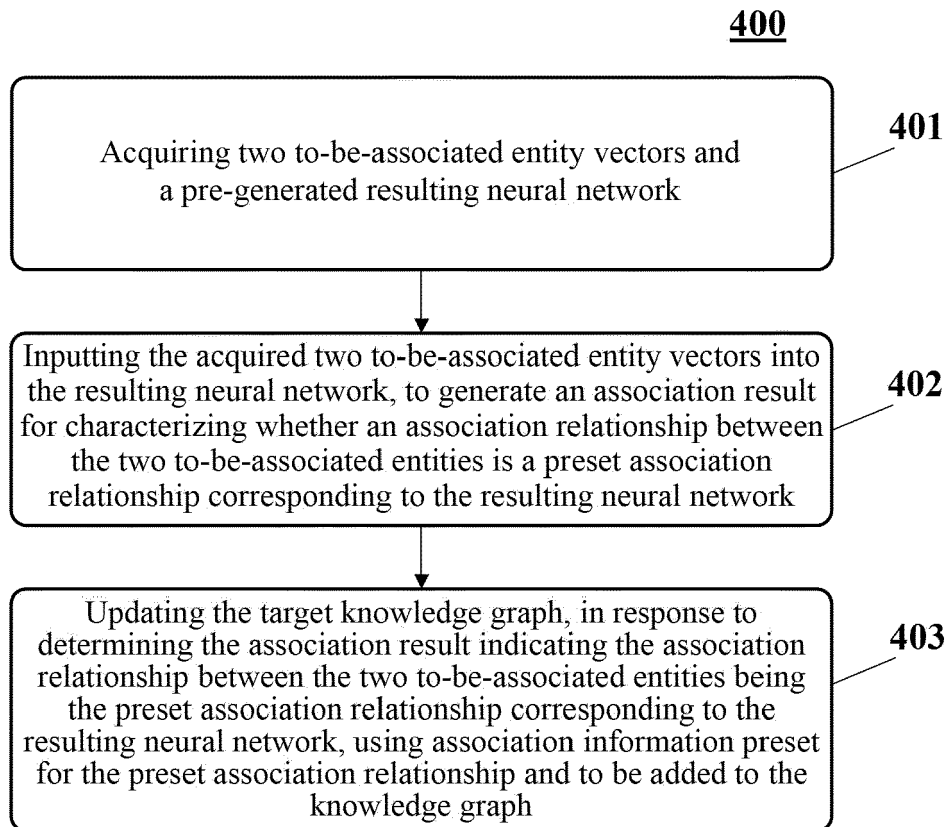 400
Acquiring two to-be-associated entity vectors and
a pre-generated resulting neural network
401
Inputting the acquired two to-be-associated entity vectors into
the resulting neural network, to generate an association result
for characterizing whether an association relationship between
the two to-be-associated entities is a preset association
relationship corresponding to the resulting neural network
402
Updating the target knowledge graph, in response to
determining the association result indicating the association
relationship between the two to-be-associated entities being
the preset association relationship corresponding to the
resulting neural network, using association information preset
for the preset association relationship and to be added to the
knowledge graph
403